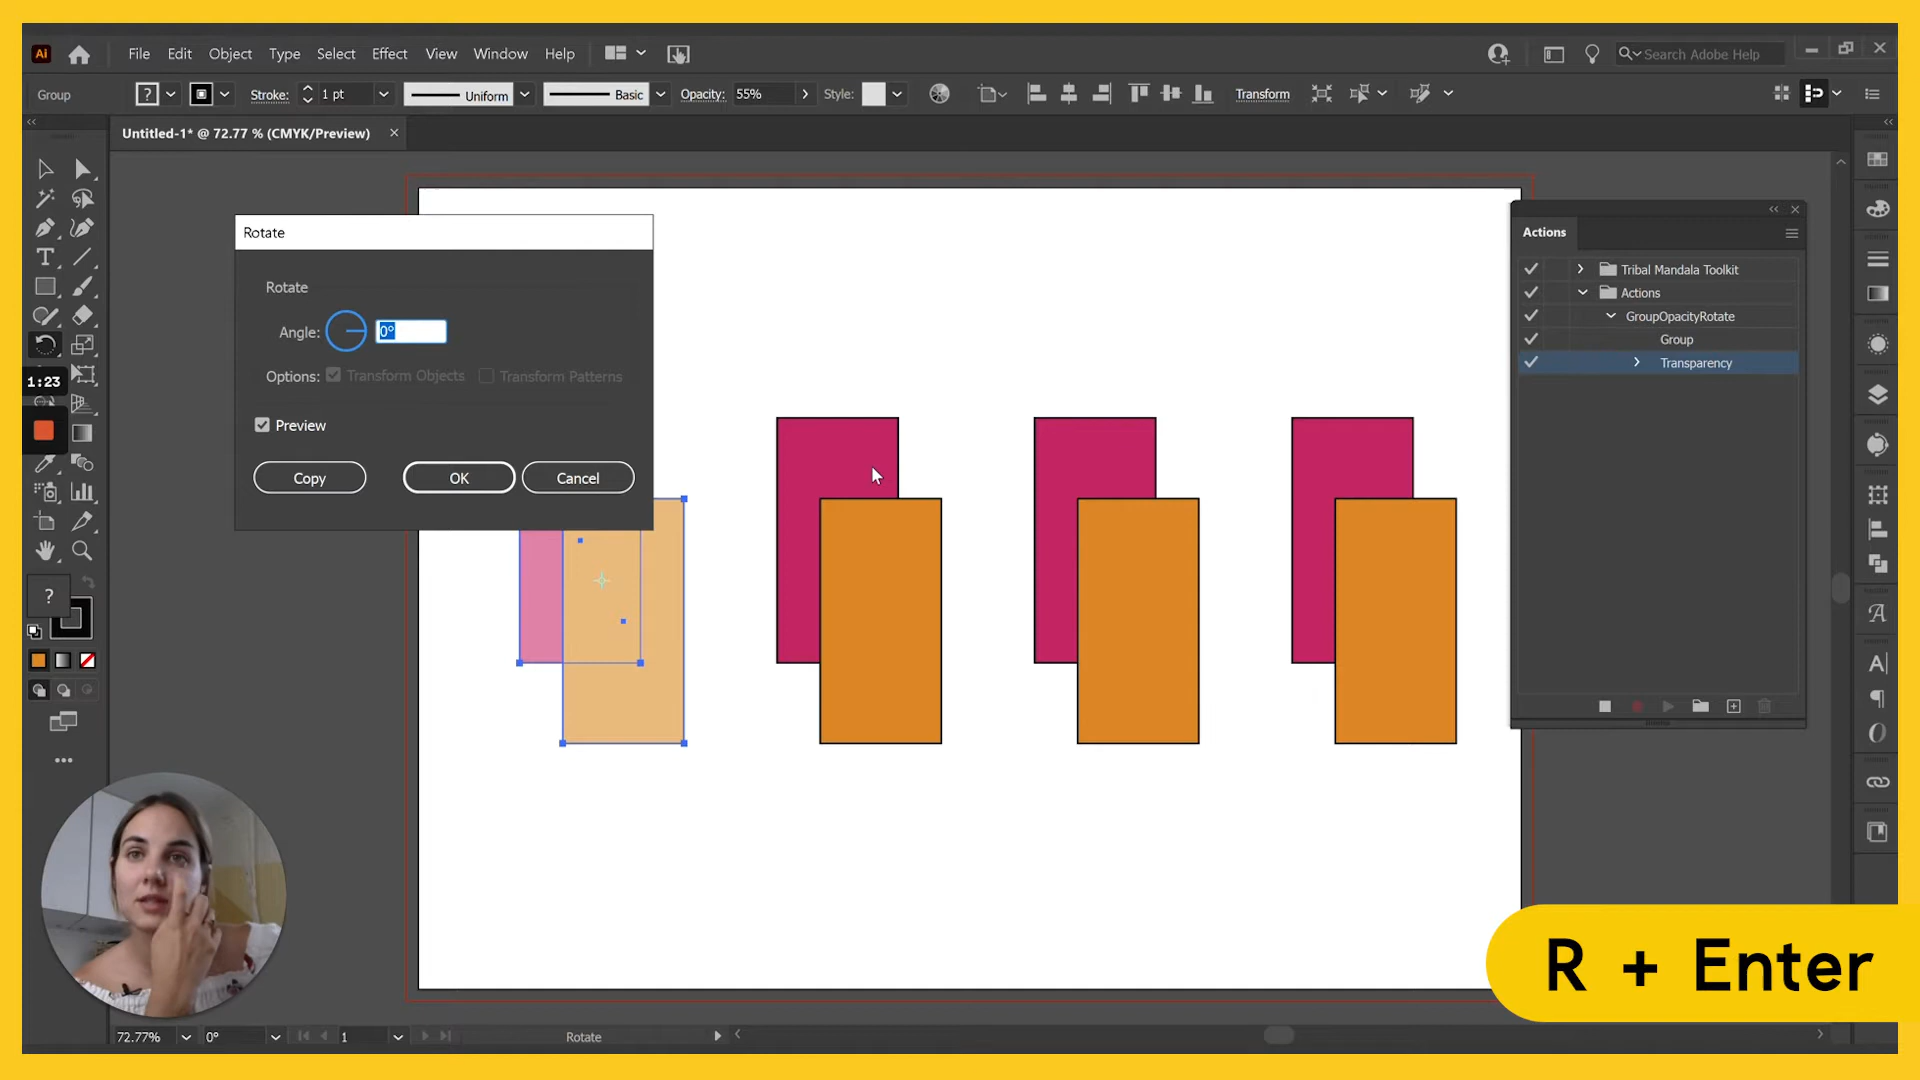 Ai File Edit Object Type Select Effect View Window Help Search Adobe Help
Group ? Stroke: 1 pt Uniform Basic Opacity: 55% Style: Transform
Untitled-1* @ 72.77 % (CMYK/Preview)
Rotate
Rotate
Angle: 0°
Options: Transform Objects Transform Patterns
Preview
Copy OK Cancel
1:23
?
Actions
Tribal Mandala Toolkit
Actions
GroupOpacityRotate
Group
Transparency
R + Enter
72.77% 0° 1 Rotate